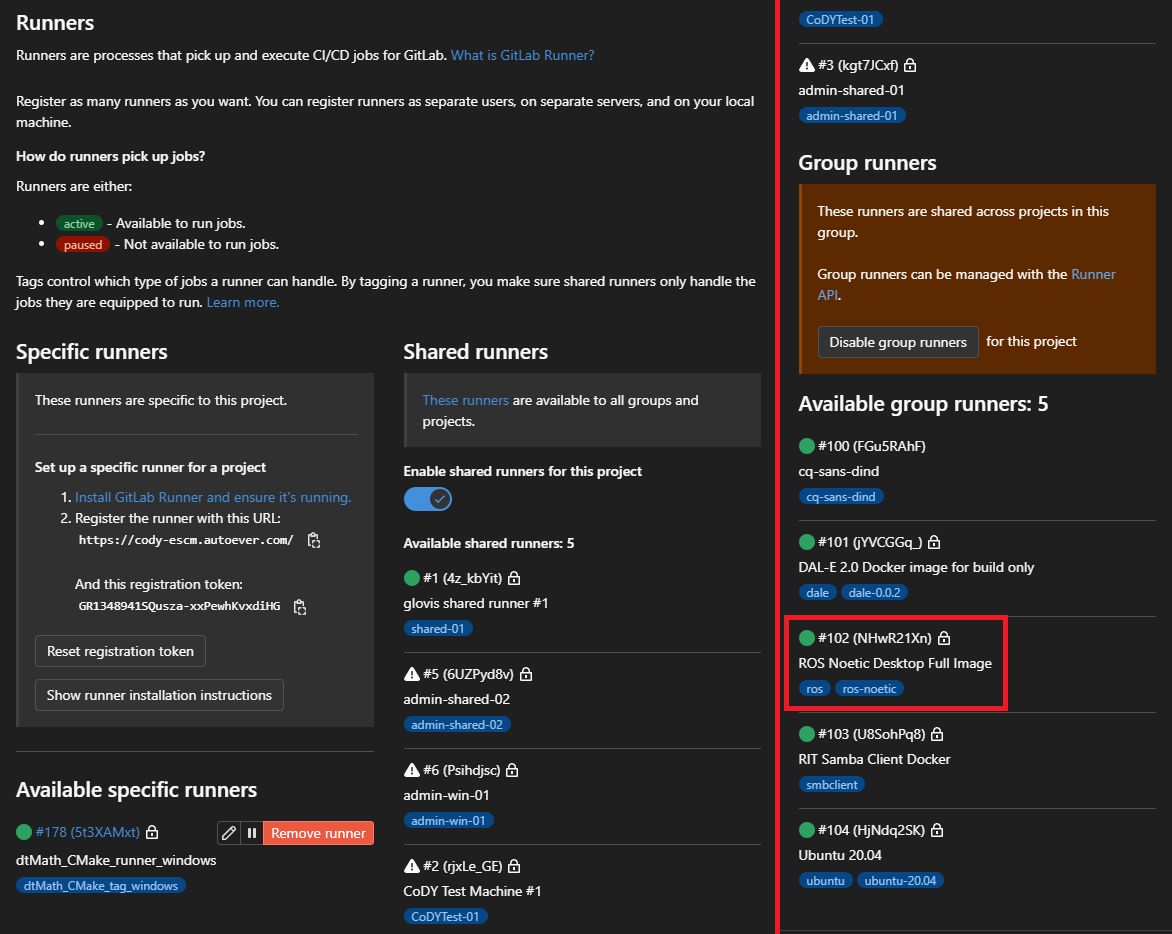 Runners
Runners are processes that pick up and execute CI/CD jobs for GitLab. What is GitLab Runner?
Register as many runners as you want. You can register runners as separate users, on separate servers, and on your local
machine.
How do runners pick up jobs?
Runners are either:
active - Available to run jobs.
paused - Not available to run jobs.
Tags control which type of jobs a runner can handle. By tagging a runner, you make sure shared runners only handle the
jobs they are equipped to run. Learn more.
Specific runners
These runners are specific to this project.
Set up a specific runner for a project
1. Install GitLab Runner and ensure it's running.
2. Register the runner with this URL:
https://cody-escm.autoever.com/
And this registration token:
GR1348941SQusza-xxPewhKvxdiHG
Reset registration token
Show runner installation instructions
Available specific runners
#178 (5t3XAMxt)
Remove runner
dtMath_CMake_runner_windows
dtMath_CMake_tag_windows
Shared runners
These runners are available to all groups and
projects.
Enable shared runners for this project
Available shared runners: 5
#1 (4z_kbYit)
glovis shared runner #1
shared-01
#5 (6UZPyd8v)
admin-shared-02
admin-shared-02
#6 (Psihdjsc)
admin-win-01
admin-win-01
#2 (rjxLe_GE)
CoDY Test Machine #1
CoDYTest-01
CoDYTest-01
#3 (kgt7JCxf)
admin-shared-01
admin-shared-01
Group runners
These runners are shared across projects in this
group.
Group runners can be managed with the Runner
API.
Disable group runners for this project
Available group runners: 5
#100 (FGu5RAhF)
cq-sans-dind
cq-sans-dind
#101 (jYVCGGq_)
DAL-E 2.0 Docker image for build only
dale dale-0.0.2
#102 (NHwR21Xn)
ROS Noetic Desktop Full Image
ros ros-noetic
#103 (U8SohPq8)
RIT Samba Client Docker
smbclient
#104 (HjNdq2SK)
Ubuntu 20.04
ubuntu ubuntu-20.04